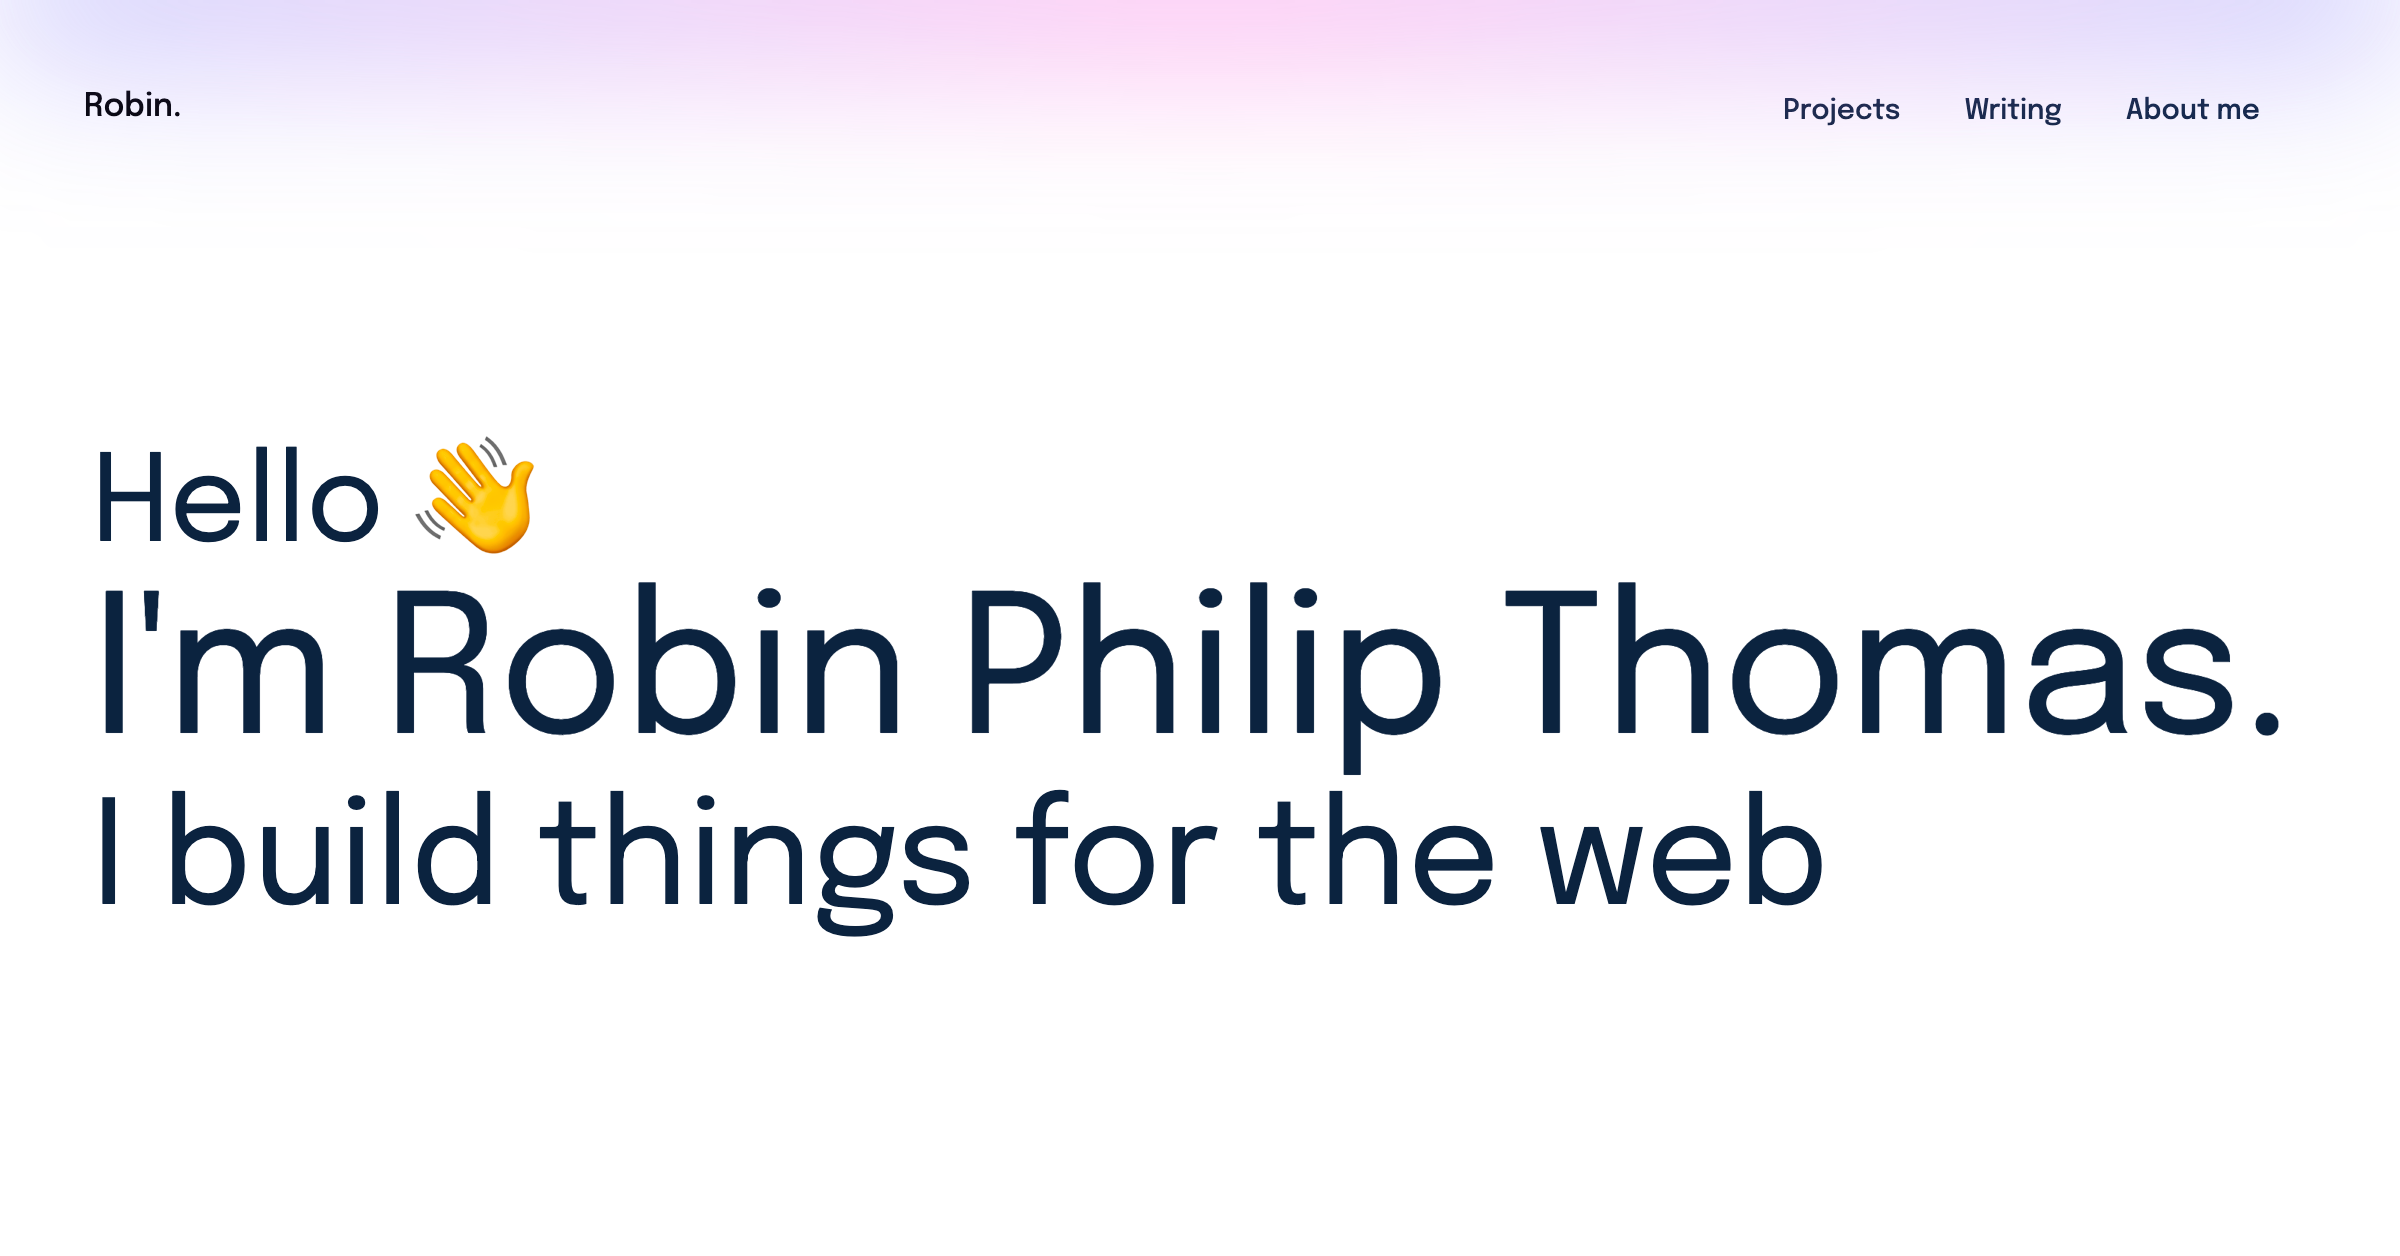 Robin.
Projects Writing About me
Hello 👋
I'm Robin Philip Thomas.
I build things for the web